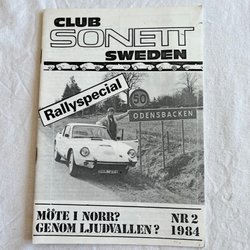 CLUB
SONETT
SWEDEN
Rallyspecial
50
ODENSBACKEN
MÖTE I NORR?
GENOM LJUDVALLEN?
NR 2
1984